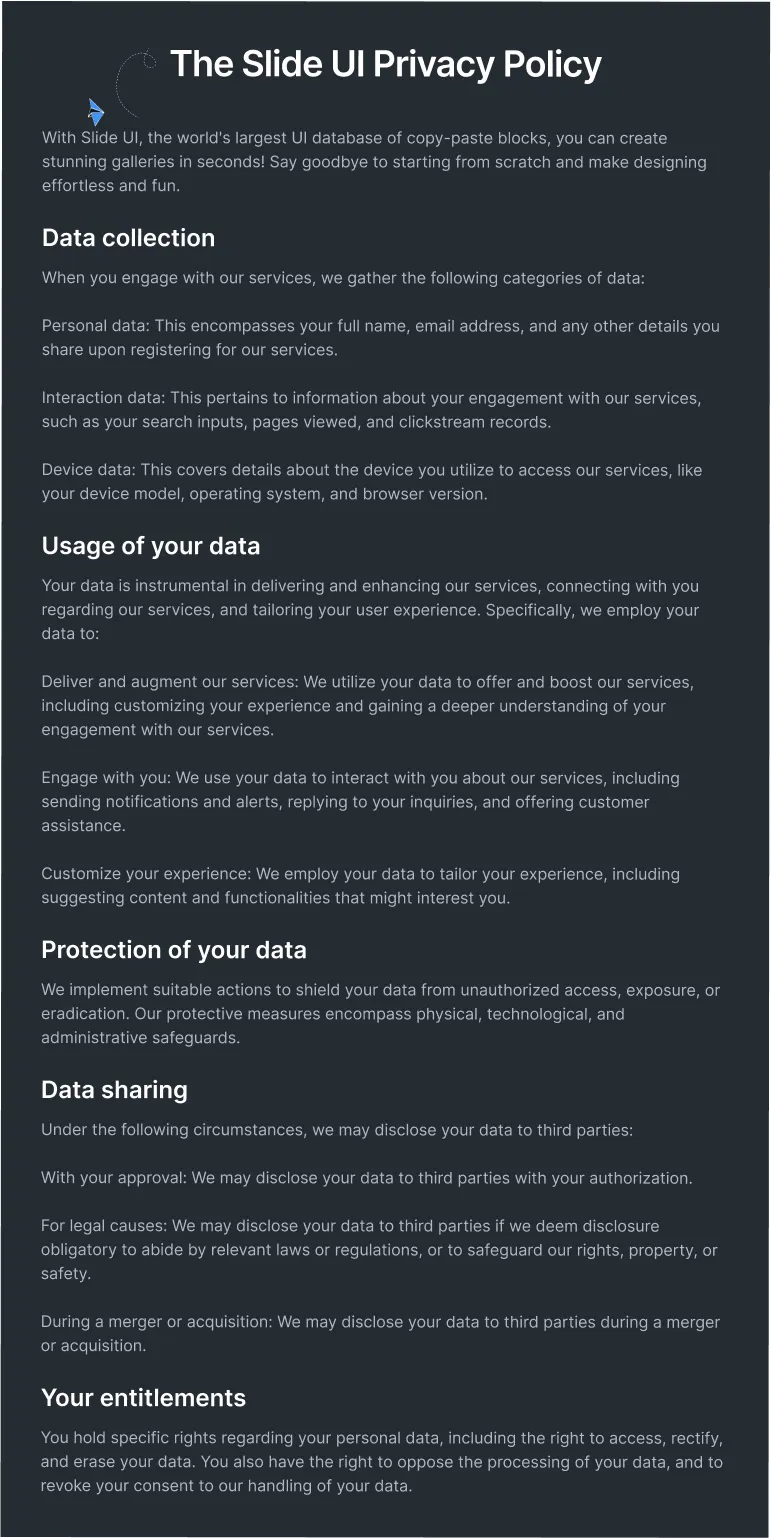 The Slide UI Privacy Policy
With Slide UI, the world's largest UI database of copy-paste blocks, you can create
stunning galleries in seconds! Say goodbye to starting from scratch and make designing
effortless and fun.
Data collection
When you engage with our services, we gather the following categories of data:
Personal data: This encompasses your full name, email address, and any other details you
share upon registering for our services.
Interaction data: This pertains to information about your engagement with our services,
such as your search inputs, pages viewed, and clickstream records.
Device data: This covers details about the device you utilize to access our services, like
your device model, operating system, and browser version.
Usage of your data
Your data is instrumental in delivering and enhancing our services, connecting with you
regarding our services, and tailoring your user experience. Specifically, we employ your
data to:
Deliver and augment our services: We utilize your data to offer and boost our services,
including customizing your experience and gaining a deeper understanding of your
engagement with our services.
Engage with you: We use your data to interact with you about our services, including
sending notifications and alerts, replying to your inquiries, and offering customer
assistance.
Customize your experience: We employ your data to tailor your experience, including
suggesting content and functionalities that might interest you.
Protection of your data
We implement suitable actions to shield your data from unauthorized access, exposure, or
eradication. Our protective measures encompass physical, technological, and
administrative safeguards.
Data sharing
Under the following circumstances, we may disclose your data to third parties:
With your approval: We may disclose your data to third parties with your authorization.
For legal causes: We may disclose your data to third parties if we deem disclosure
obligatory to abide by relevant laws or regulations, or to safeguard our rights, property, or
safety.
During a merger or acquisition: We may disclose your data to third parties during a merger
or acquisition.
Your entitlements
You hold specific rights regarding your personal data, including the right to access, rectify,
and erase your data. You also have the right to oppose the processing of your data, and to
revoke your consent to our handling of your data.